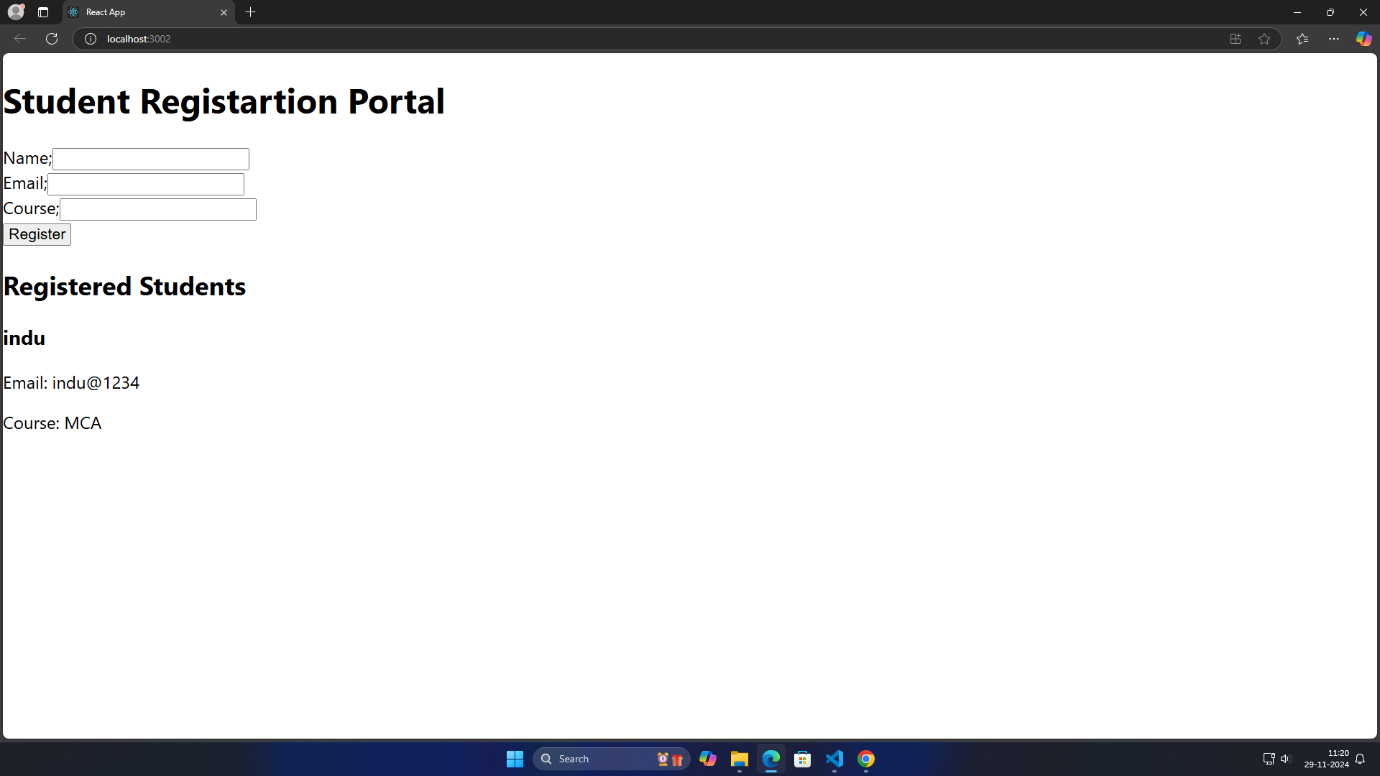 React App
localhost:3002
Student Registartion Portal
Name;
Email;
Course;
Register
Registered Students
indu
Email: indu@1234
Course: MCA
Search
11:20
29-11-2024